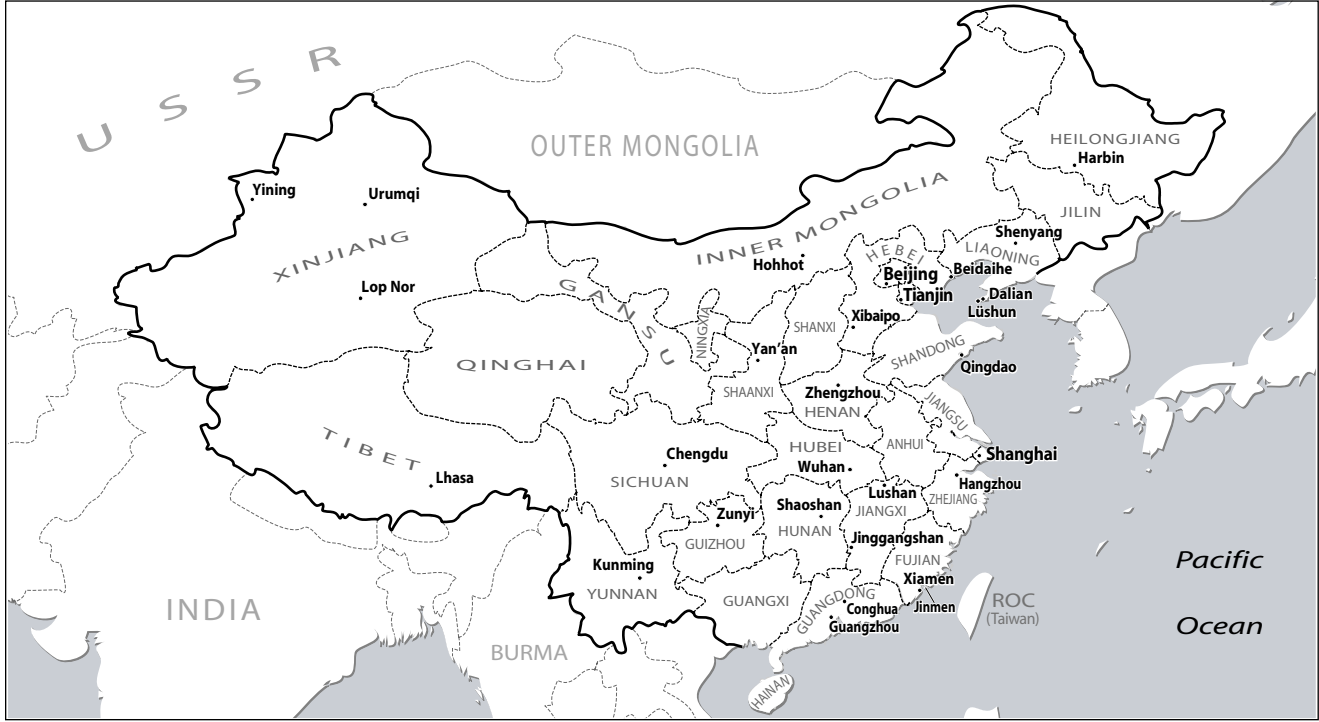 USSR
OUTER MONGOLIA
HEILONGJIANG
Harbin
Yining
Urumqi
JILIN
INNER MONGOLIA
Shenyang
XINJIANG
HEBEI
LIAONING
Hohhot
Beijing
Beidaihe
Lop Nor
GANSU
Tianjin
Dalian
Lüshun
NINGXIA
SHANXI
Xibaipo
Yan’an
SHANDONG
QINGHAI
Qingdao
SHAANXI
Zhengzhou
HENAN
JIANGSU
TIBET
HUBEI
ANHUI
Chengdu
Shanghai
Wuhan
Lhasa
SICHUAN
Hangzhou
Lushan
ZHEJIANG
Shaoshan
JIANGXI
Zunyi
HUNAN
GUIZHOU
Jinggangshan
FUJIAN
Pacific
Kunming
Xiamen
YUNNAN
GUANGXI
GUANGDONG
Conghua
Jinmen
ROC
(Taiwan)
INDIA
Guangzhou
Ocean
BURMA
HAINAN